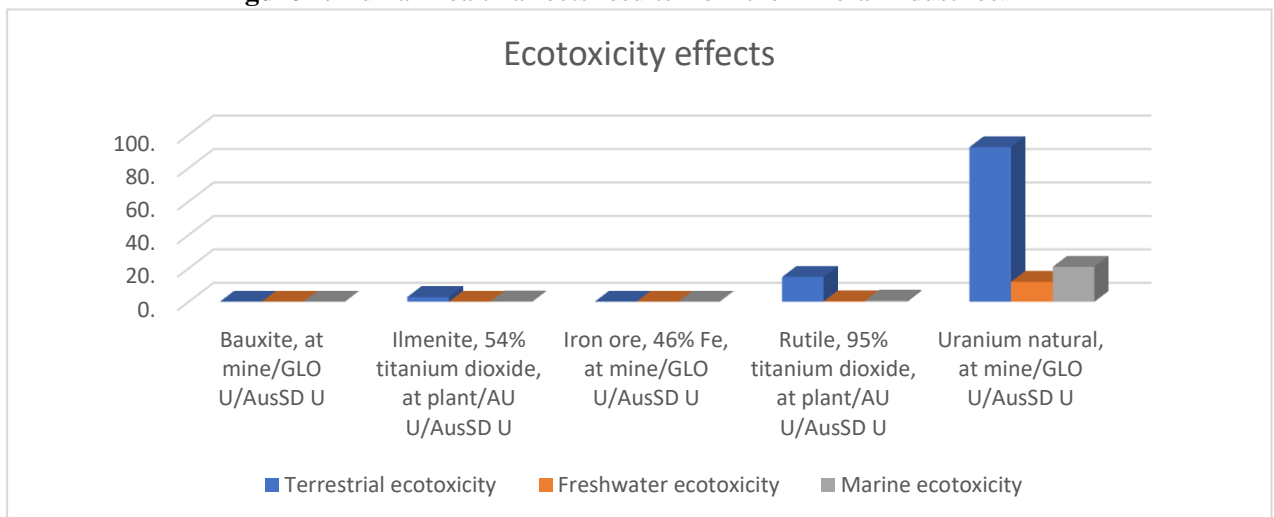 Ecotoxicity effects
100.
80.
60.
40.
20.
0.
Bauxite, at
mine/GLO
U/AusSD U
Ilmenite, 54%
titanium dioxide,
at plant/AU
U/AusSD U
Iron ore, 46% Fe,
at mine/GLO
U/AusSD U
Rutile, 95%
titanium dioxide,
at plant/AU
U/AusSD U
Uranium natural,
at mine/GLO
U/AusSD U
Terrestrial ecotoxicity
Freshwater ecotoxicity
Marine ecotoxicity